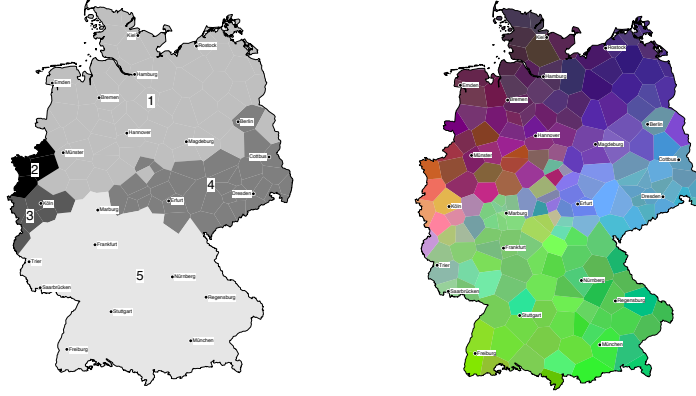 Kiel
Rostock
Hamburg
Emden
Bremen
1
Berlin
Hannover
Magdeburg
Münster
Cottbus
2
4
Dresden
Köln
Erfurt
3
Marburg
Frankfurt
Trier
5
Nürnberg
Saarbrücken
Regensburg
Stuttgart
München
Freiburg
Kiel
Rostock
Hamburg
Emden
Bremen
Berlin
Hannover
Magdeburg
Münster
Cottbus
Dresden
Köln
Erfurt
Marburg
Frankfurt
Trier
Nürnberg
Saarbrücken
Regensburg
Stuttgart
München
Freiburg